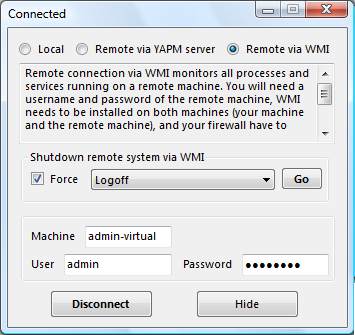 Connected
Local Remote via YAPM server Remote via WMI
Remote connection via WMI monitors all processes and
services running on a remote machine. You will need a
username and password of the remote machine, WMI
needs to be installed on both machines (your machine
and the remote machine), and your firewall have to
Shutdown remote system via WMI
Force Logoff Go
Machine admin-virtual
User admin Password ●●●●●●●●
Disconnect Hide